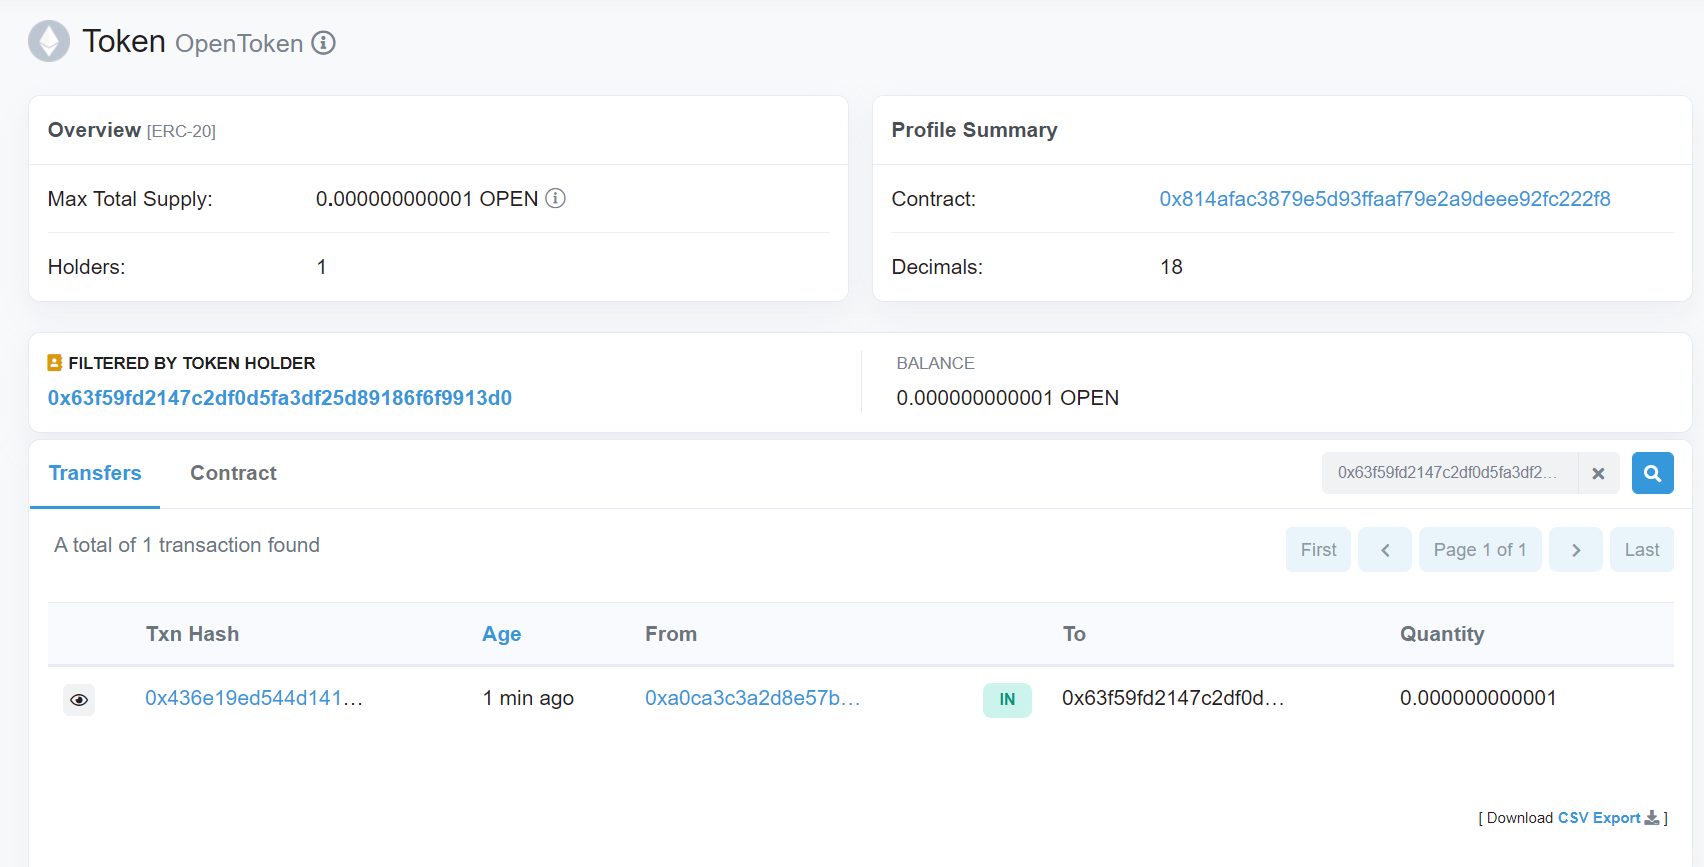 Token OpenToken
Overview [ERC-20]
Max Total Supply: 0.000000000001 OPEN
Holders: 1
Profile Summary
Contract: 0x814afac3879e5d93ffaaf79e2a9deee92fc222f8
Decimals: 18
FILTERED BY TOKEN HOLDER
0x63f59fd2147c2df0d5fa3df25d89186f6f9913d0
BALANCE
0.000000000001 OPEN
Transfers Contract 0x63f59fd2147c2df0d5fa3df2...
A total of 1 transaction found
First Page 1 of 1 Last
Txn Hash Age From To Quantity
0x436e19ed544d141... 1 min ago 0xa0ca3c3a2d8e57b... IN 0x63f59fd2147c2df0d... 0.000000000001
[ Download CSV Export ]